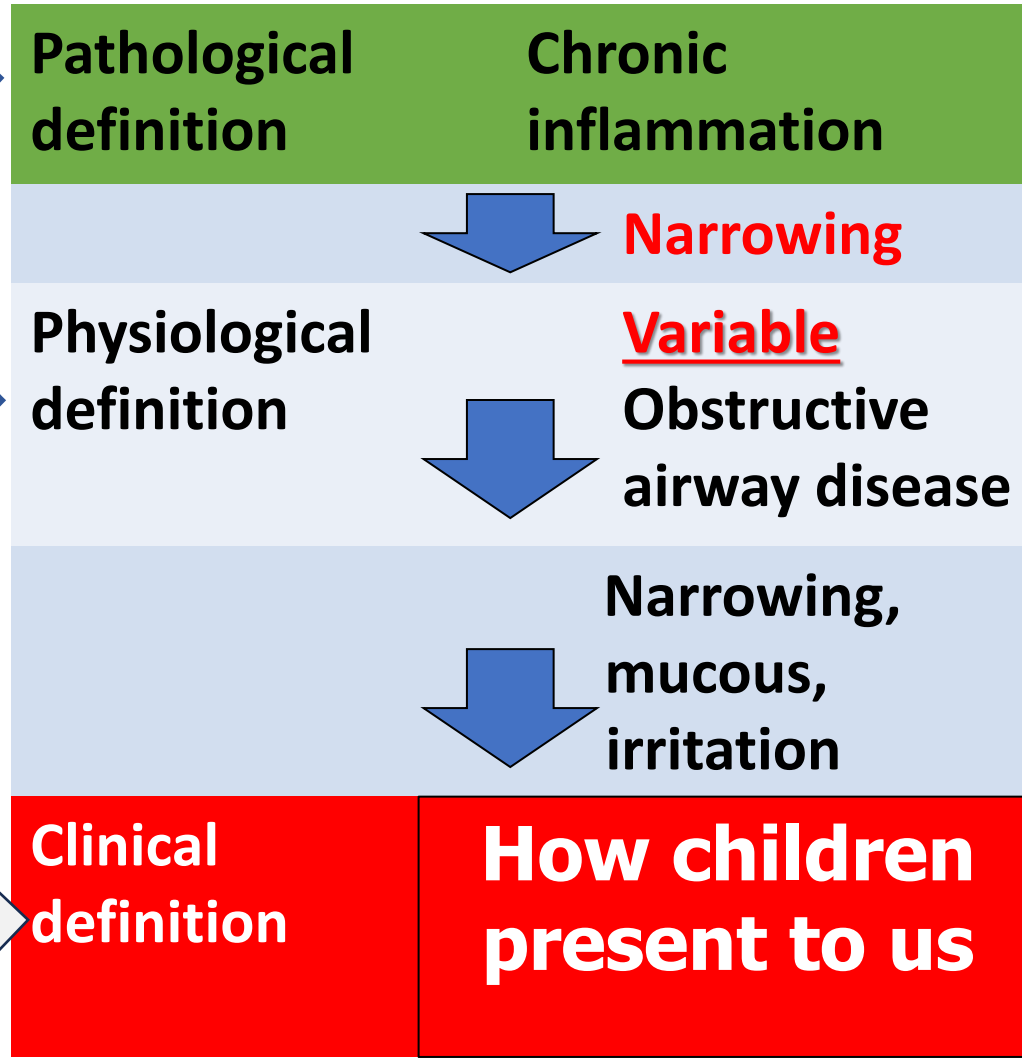 Pathological
definition
Chronic
inflammation
Narrowing
Physiological
definition
Variable
Obstructive
airway disease
Narrowing,
mucous,
irritation
Clinical
definition
How children
present to us